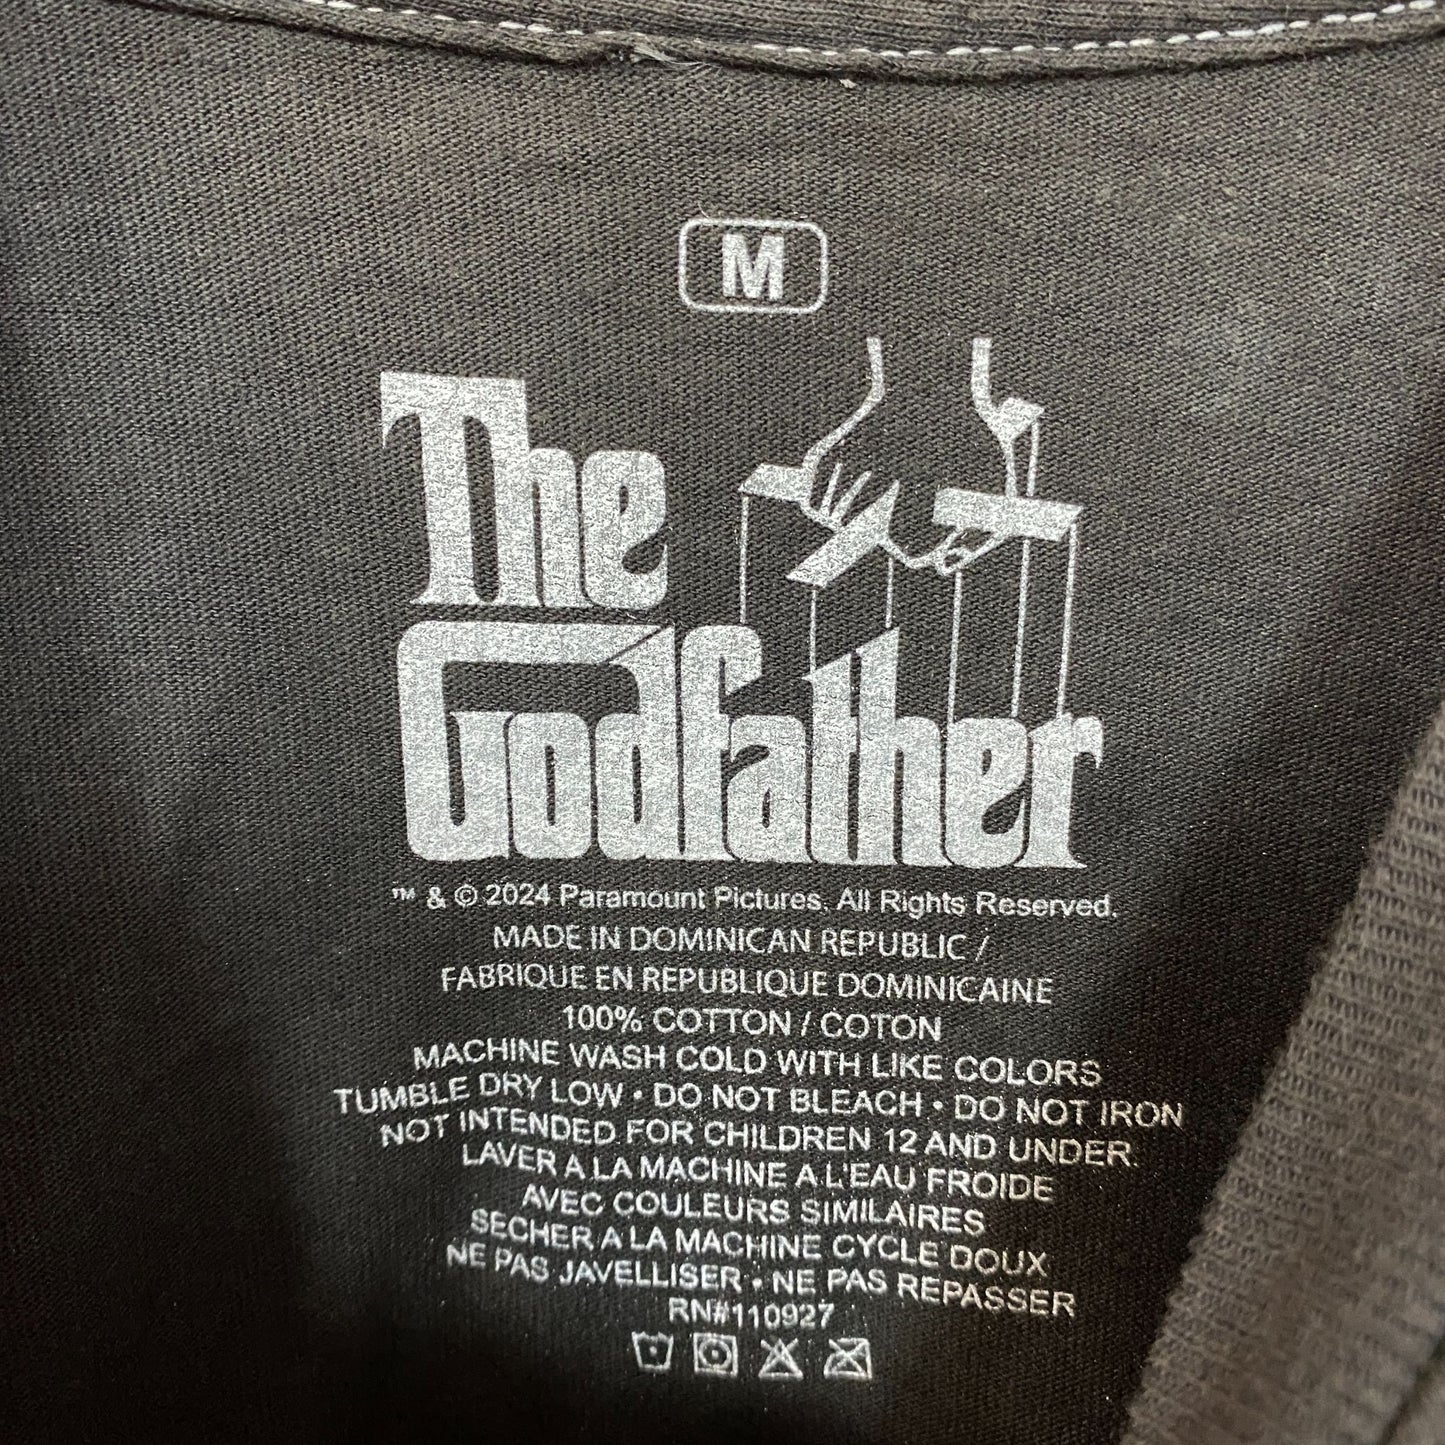 M
The
Godfather
™ & © 2024 Paramount Pictures. All Rights Reserved.
MADE IN DOMINICAN REPUBLIC /
FABRIQUE EN REPUBLIQUE DOMINICAINE
100% COTTON / COTON
MACHINE WASH COLD WITH LIKE COLORS
TUMBLE DRY LOW • DO NOT BLEACH • DO NOT IRON
NOT INTENDED FOR CHILDREN 12 AND UNDER.
LAVER A LA MACHINE A L'EAU FROIDE
AVEC COULEURS SIMILAIRES
SECHER A LA MACHINE CYCLE DOUX
NE PAS JAVELLISER • NE PAS REPASSER
RN#110927